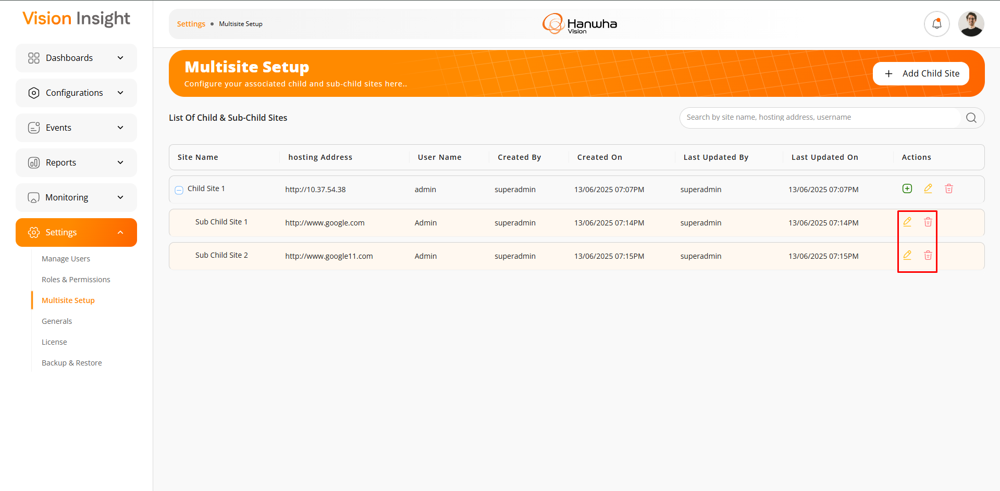 Vision Insight
Settings • Multisite Setup
Hanwha
Vision
Dashboards
Configurations
Events
Reports
Monitoring
Settings
Manage Users
Roles & Permissions
Multisite Setup
Generals
License
Backup & Restore
Multisite Setup
Configure your associated child and sub-child sites here..
+ Add Child Site
List Of Child & Sub-Child Sites
Search by site name, hosting address, username
Site Name hosting Address User Name Created By Created On Last Updated By Last Updated On Actions
Child Site 1 http://10.37.54.38 admin superadmin 13/06/2025 07:07PM superadmin 13/06/2025 07:07PM
Sub Child Site 1 http://www.google.com Admin superadmin 13/06/2025 07:14PM superadmin 13/06/2025 07:14PM
Sub Child Site 2 http://www.google11.com Admin superadmin 13/06/2025 07:15PM superadmin 13/06/2025 07:15PM